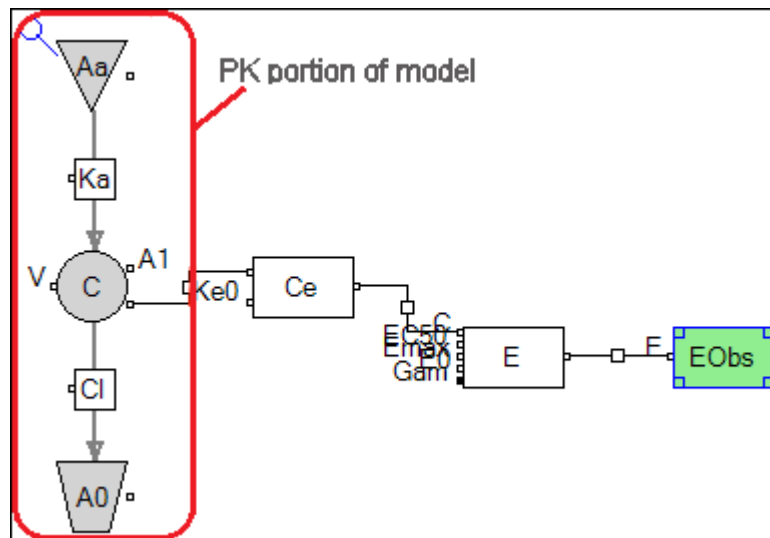 Aa
PK portion of model
Ka
A1
V
C
Ke0
Ce
C
EC50
Emax
E0
Gam
E
E
EObs
Cl
A0